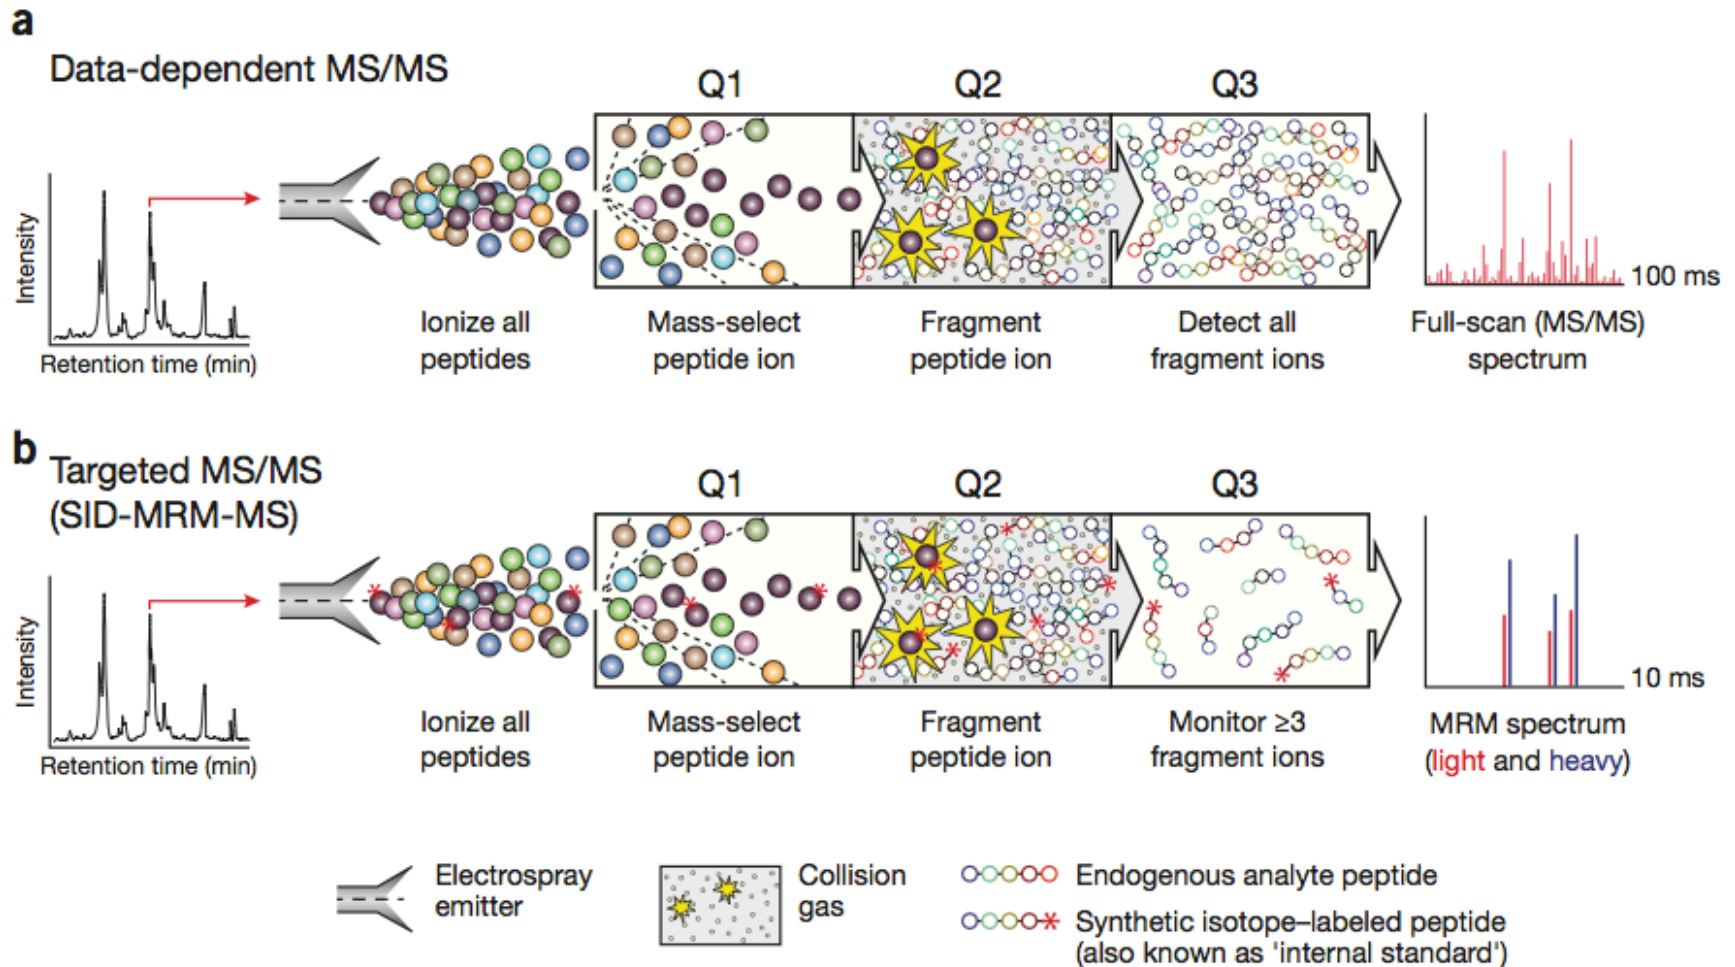 a
Data-dependent MS/MS
Q1
Q2
Q3
Intensity
Retention time (min)
Ionize all
peptides
Mass-select
peptide ion
Fragment
peptide ion
Detect all
fragment ions
100 ms
Full-scan (MS/MS)
spectrum
b
Targeted MS/MS
(SID-MRM-MS)
Q1
Q2
Q3
Intensity
Retention time (min)
Ionize all
peptides
Mass-select
peptide ion
Fragment
peptide ion
Monitor ≥3
fragment ions
10 ms
MRM spectrum
(light and heavy)
Electrospray
emitter
Collision
gas
Endogenous analyte peptide
Synthetic isotope–labeled peptide
(also known as 'internal standard')